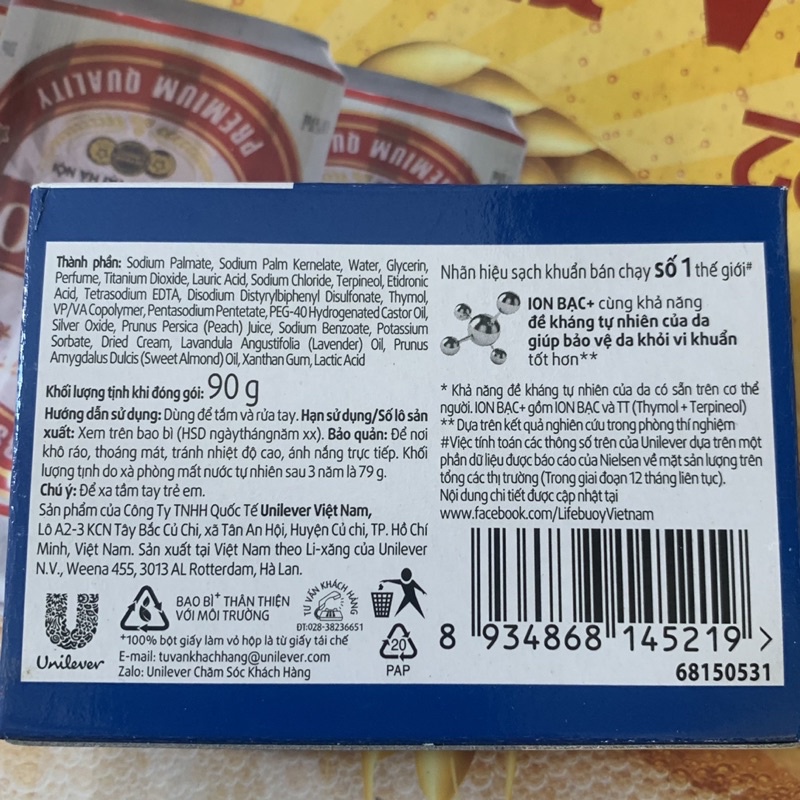 PREMIUM QUALITY
PREMIUM QU
Thành phần: Sodium Palmate, Sodium Palm Kernelate, Water, Glycerin,
Perfume, Titanium Dioxide, Lauric Acid, Sodium Chloride, Terpineol, Etidronic
Acid, Tetrasodium EDTA, Disodium Distyrylbiphenyl Disulfonate, Thymol,
VP/VA Copolymer, Pentasodium Pentetate, PEG-40 Hydrogenated Castor Oil,
Silver Oxide, Prunus Persica (Peach) Juice, Sodium Benzoate, Potassium
Sorbate, Dried Cream, Lavandula Angustifolia (Lavender) Oil, Prunus
Amygdalus Dulcis (Sweet Almond) Oil, Xanthan Gum, Lactic Acid
Khối lượng tịnh khi đóng gói: 90 g
Hướng dẫn sử dụng: Dùng để tắm và rửa tay. Hạn sử dụng/Số lô sản
xuất: Xem trên bao bì (HSD ngàythángnăm xx). Bảo quản: Để nơi
khô ráo, thoáng mát, tránh nhiệt độ cao, ánh nắng trực tiếp. Khối
lượng tịnh do xà phòng mất nước tự nhiên sau 3 năm là 79 g.
Chú ý: Để xa tầm tay trẻ em.
Sản phẩm của Công Ty TNHH Quốc Tế Unilever Việt Nam,
Lô A2-3 KCN Tây Bắc Củ Chi, xã Tân An Hội, Huyện Củ chi, TP. Hồ Chí
Minh, Việt Nam. Sản xuất tại Việt Nam theo Li-xăng của Unilever
N.V., Weena 455, 3013 AL Rotterdam, Hà Lan.
Unilever
BAO BÌ+ THÂN THIỆN
VỚI MÔI TRƯỜNG
TƯ VẤN KHÁCH HÀNG
ĐT:028-38236651
+100% bột giấy làm vỏ hộp là từ giấy tái chế
E-mail: tuvankhachhang@unilever.com
Zalo: Unilever Chăm Sóc Khách Hàng
20
PAP
Nhãn hiệu sạch khuẩn bán chạy số 1 thế giới#
ION BẠC+ cùng khả năng
đề kháng tự nhiên của da
giúp bảo vệ da khỏi vi khuẩn
tốt hơn**
* Khả năng đề kháng tự nhiên của da có sẵn trên cơ thể
người. ION BẠC+ gồm ION BẠC và TT (Thymol + Terpineol)
**Dựa trên kết quả nghiên cứu trong phòng thí nghiệm
#Việc tính toán các thông số trên của Unilever dựa trên một
phần dữ liệu được báo cáo của Nielsen về mặt sản lượng trên
tổng các thị trường (Trong giai đoạn 12 tháng liên tục).
Nội dung chi tiết được cập nhật tại
www.facebook.com/LifebuoyVietnam
8 934868 145219 >
68150531